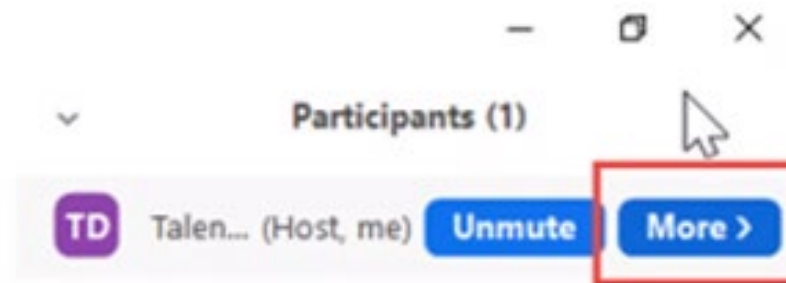 Participants (1)
TD Talen... (Host, me) Unmute More >